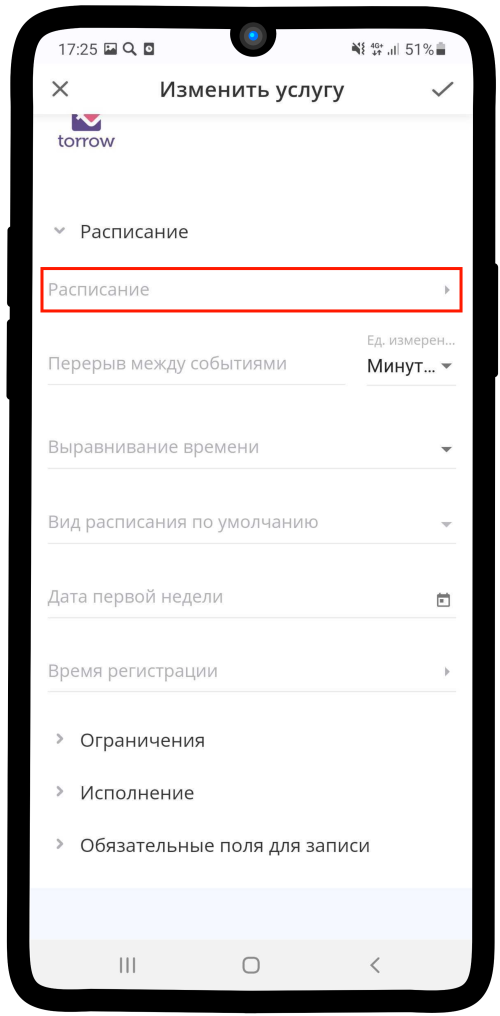 17:25
4G+
51%
Изменить услугу
torrow
Расписание
Расписание
Ед. измерен...
Перерыв между событиями
Минут...
Выравнивание времени
Вид расписания по умолчанию
Дата первой недели
Время регистрации
Ограничения
Исполнение
Обязательные поля для записи